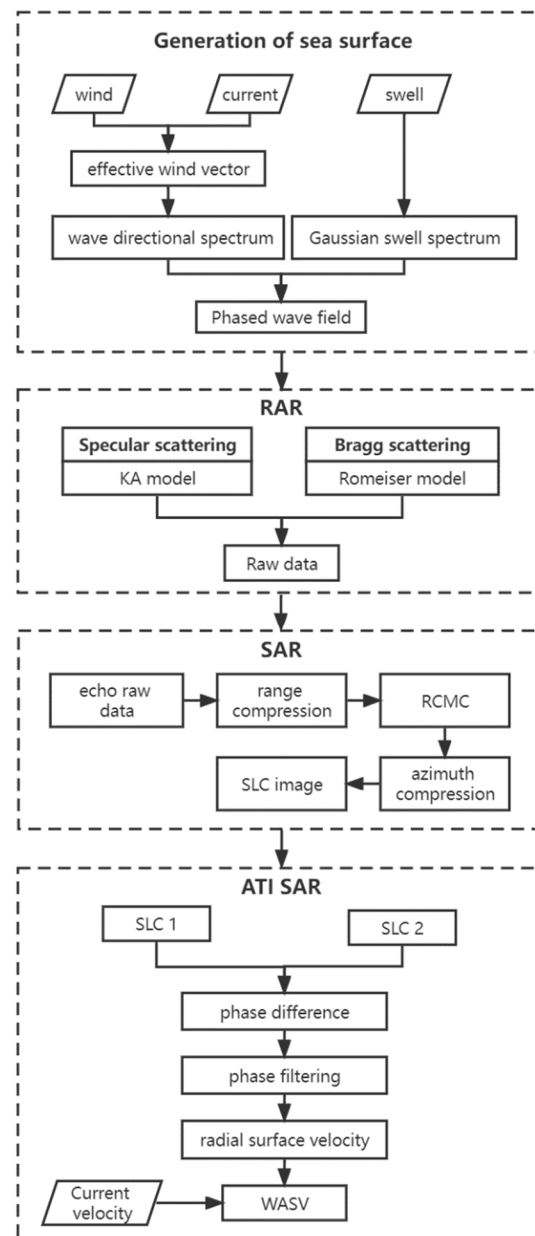 Generation of sea surface
wind
current
swell
effective wind vector
wave directional spectrum
Gaussian swell spectrum
Phased wave field
RAR
Specular scattering
KA model
Bragg scattering
Romeiser model
Raw data
SAR
echo raw
data
range
compression
RCMC
azimuth
compression
SLC image
ATI SAR
SLC 1
SLC 2
phase difference
phase filtering
radial surface velocity
Current
velocity
WASV